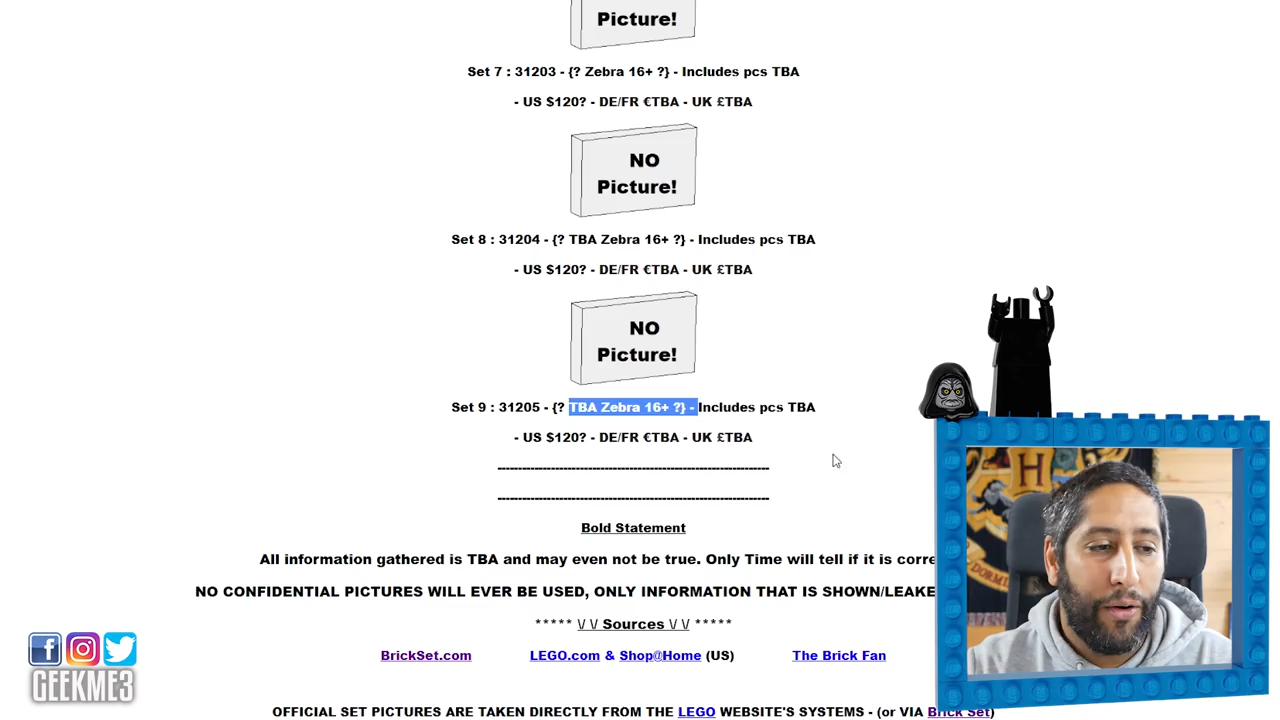 Picture!
Set 7 : 31203 - {? Zebra 16+ ?} - Includes pcs TBA
- US $120? - DE/FR €TBA - UK £TBA
NO
Picture!
Set 8 : 31204 - {? TBA Zebra 16+ ?} - Includes pcs TBA
- US $120? - DE/FR €TBA - UK £TBA
NO
Picture!
Set 9 : 31205 - {? TBA Zebra 16+ ?} - Includes pcs TBA
- US $120? - DE/FR €TBA - UK £TBA
Bold Statement
All information gathered is TBA and may even not be true. Only Time will tell if it is corre
NO CONFIDENTIAL PICTURES WILL EVER BE USED, ONLY INFORMATION THAT IS SHOWN/LEAKE
***** \/ \/ Sources \/ \/ *****
BrickSet.com LEGO.com & Shop@Home (US) The Brick Fan
OFFICIAL SET PICTURES ARE TAKEN DIRECTLY FROM THE LEGO WEBSITE'S SYSTEMS - (or VIA Brick Set)
GEEKME3
H